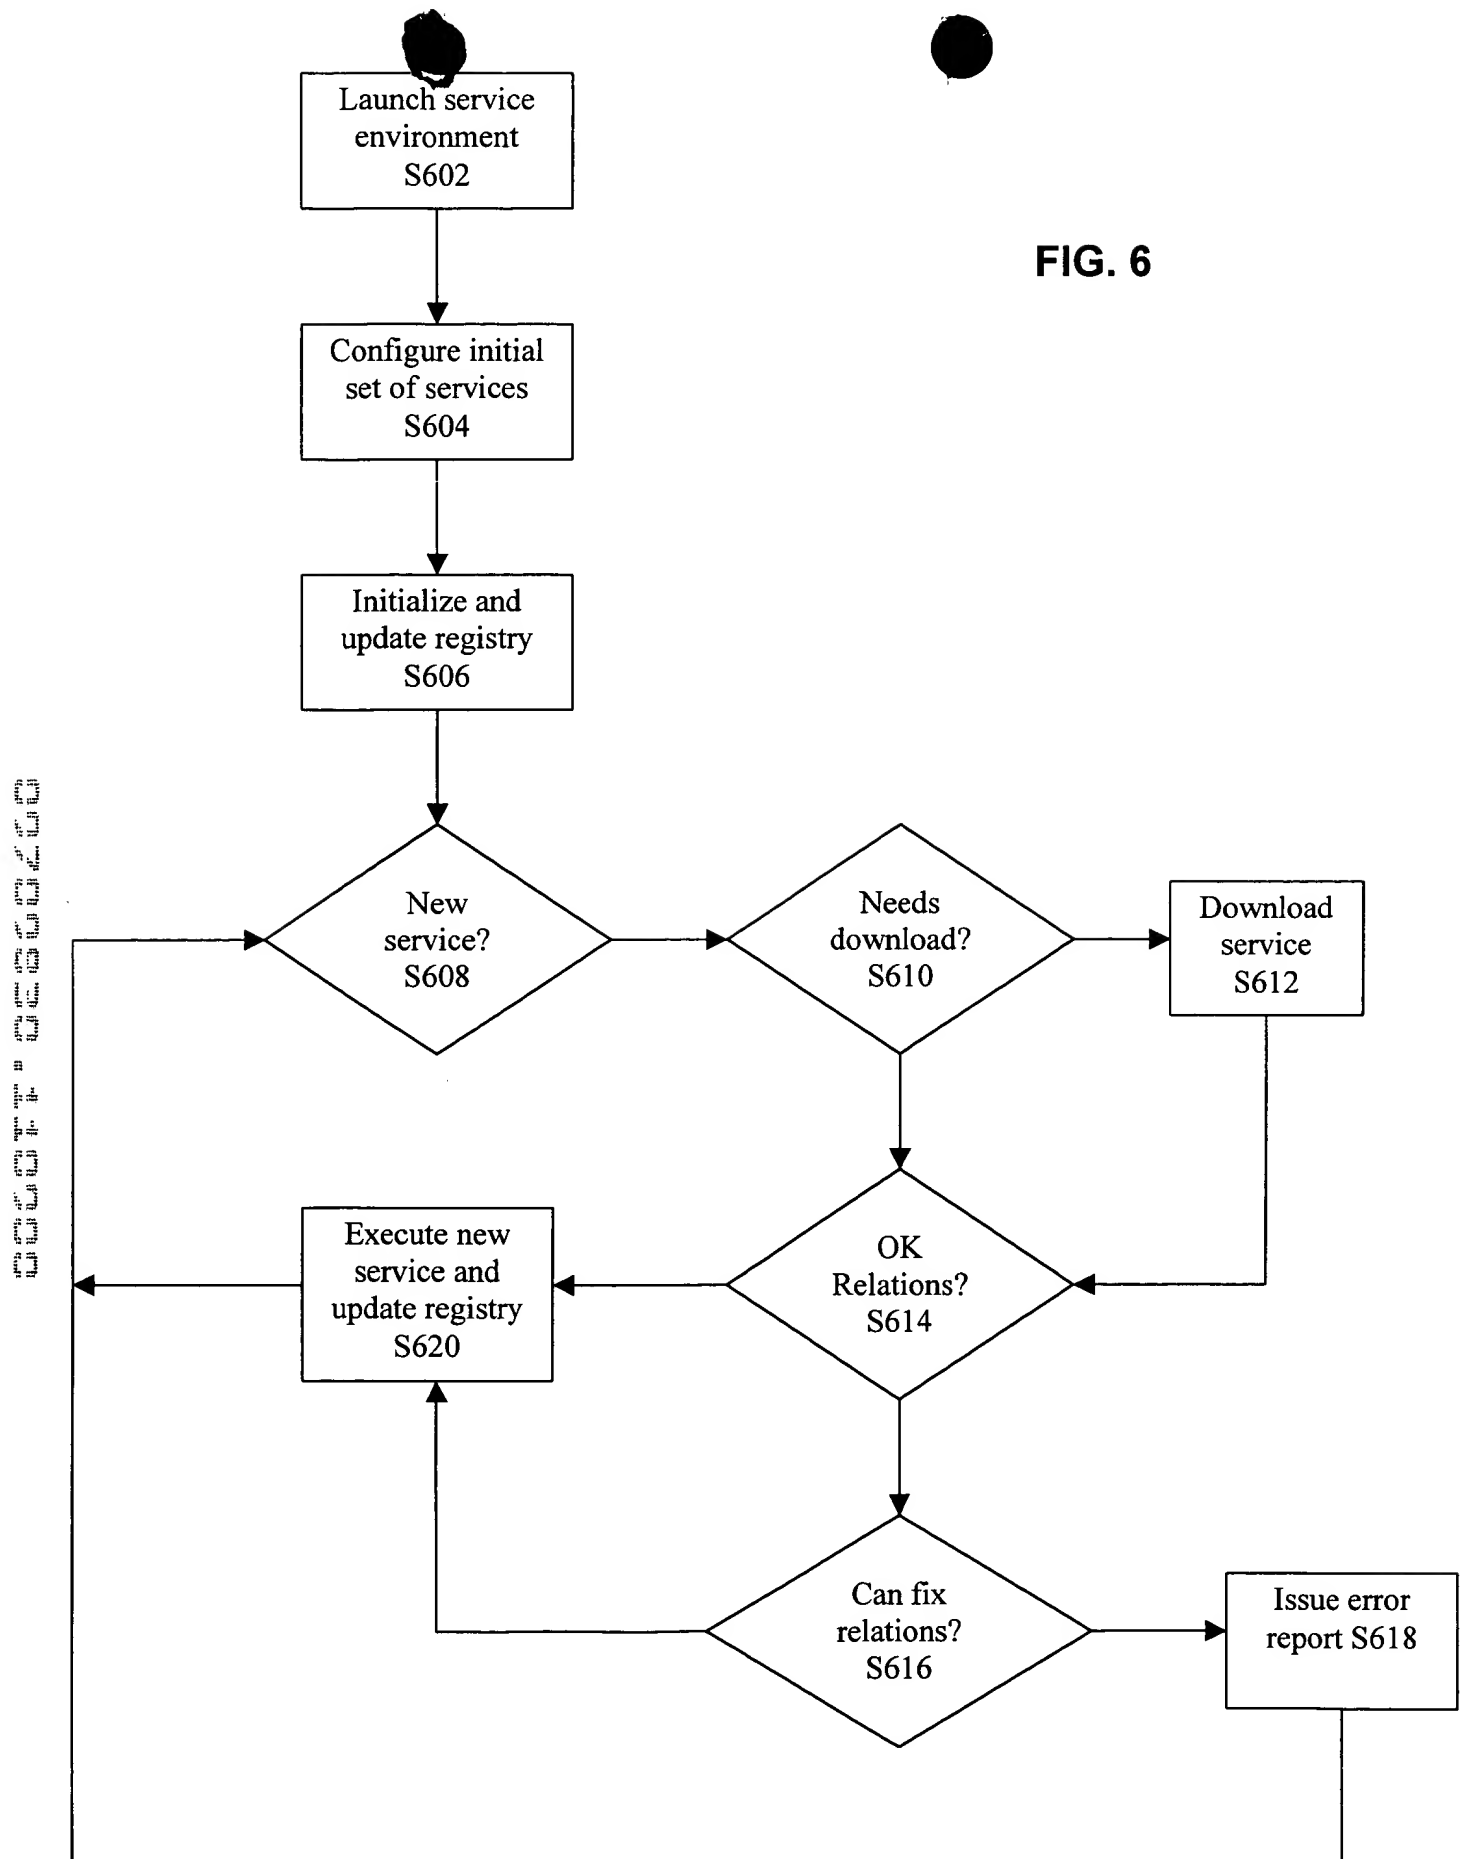 Launch service
environment
S602
FIG. 6
Configure initial
set of services
S604
Initialize and
update registry
S606
New
service?
S608
Needs
download?
S610
Download
service
S612
Execute new
service and
update registry
S620
OK
Relations?
S614
Can fix
relations?
S616
Issue error
report S618